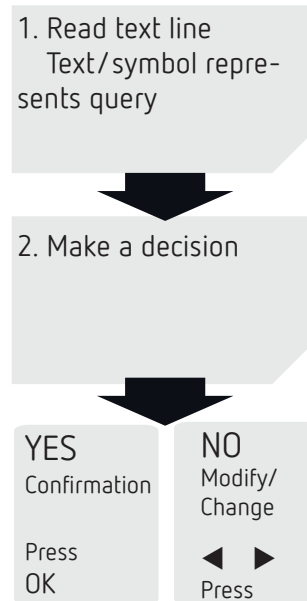 1. Read text line
Text/symbol repre-
sents query
2. Make a decision
YES
Confirmation
Press
OK
NO
Modify/
Change
◀ ▶
Press